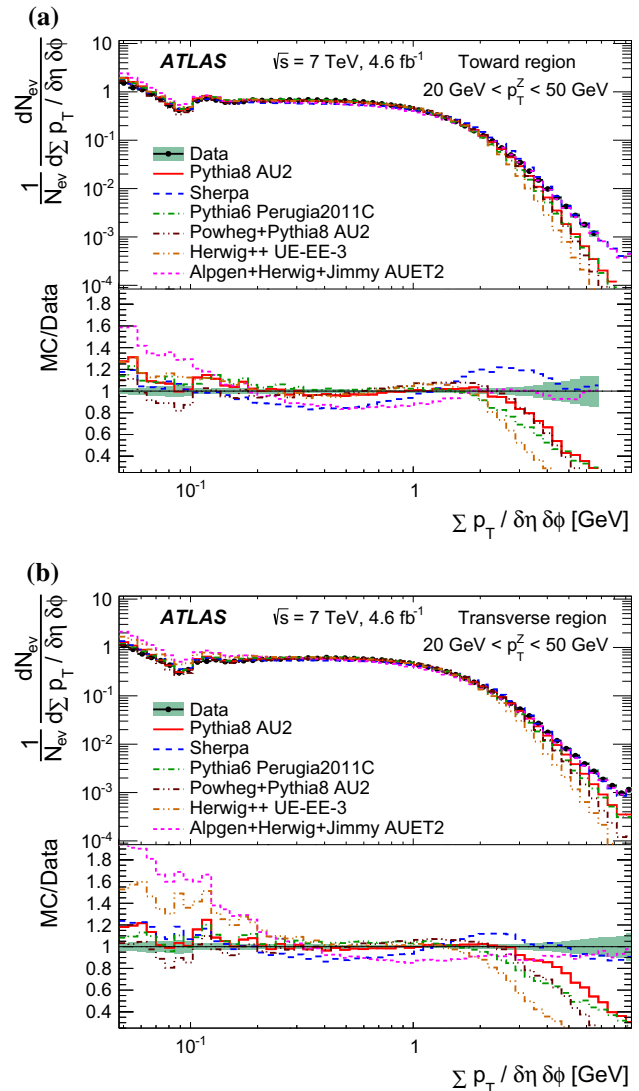 (a)
1/N_ev dN_ev/d∑ p_T / δη δϕ
10
1
10^-1
10^-2
10^-3
10^-4
ATLAS √s = 7 TeV, 4.6 fb^-1 Toward region
20 GeV < p_T^Z < 50 GeV
Data
Pythia8 AU2
Sherpa
Pythia6 Perugia2011C
Powheg+Pythia8 AU2
Herwig++ UE-EE-3
Alpgen+Herwig+Jimmy AUET2
MC/Data
1.8
1.6
1.4
1.2
1
0.8
0.6
0.4
10^-1 1
∑ p_T / δη δϕ [GeV]
(b)
1/N_ev dN_ev/d∑ p_T / δη δϕ
10
1
10^-1
10^-2
10^-3
10^-4
ATLAS √s = 7 TeV, 4.6 fb^-1 Transverse region
20 GeV < p_T^Z < 50 GeV
Data
Pythia8 AU2
Sherpa
Pythia6 Perugia2011C
Powheg+Pythia8 AU2
Herwig++ UE-EE-3
Alpgen+Herwig+Jimmy AUET2
MC/Data
1.8
1.6
1.4
1.2
1
0.8
0.6
0.4
10^-1 1
∑ p_T / δη δϕ [GeV]